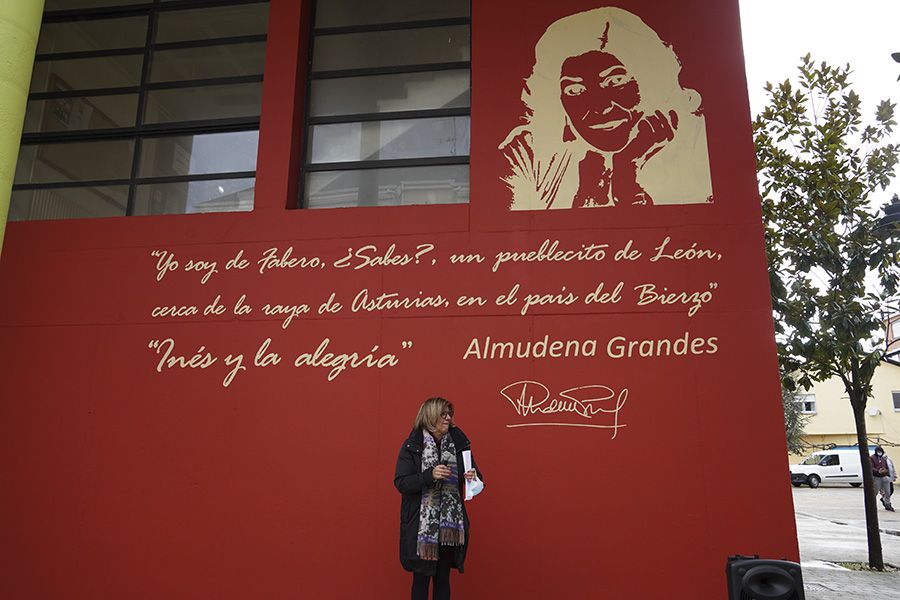 “Yo soy de Fabero, ¿Sabes?, un pueblecito de León,
cerca de la raya de Asturias, en el país del Bierzo”
“Inés y la alegría” Almudena Grandes